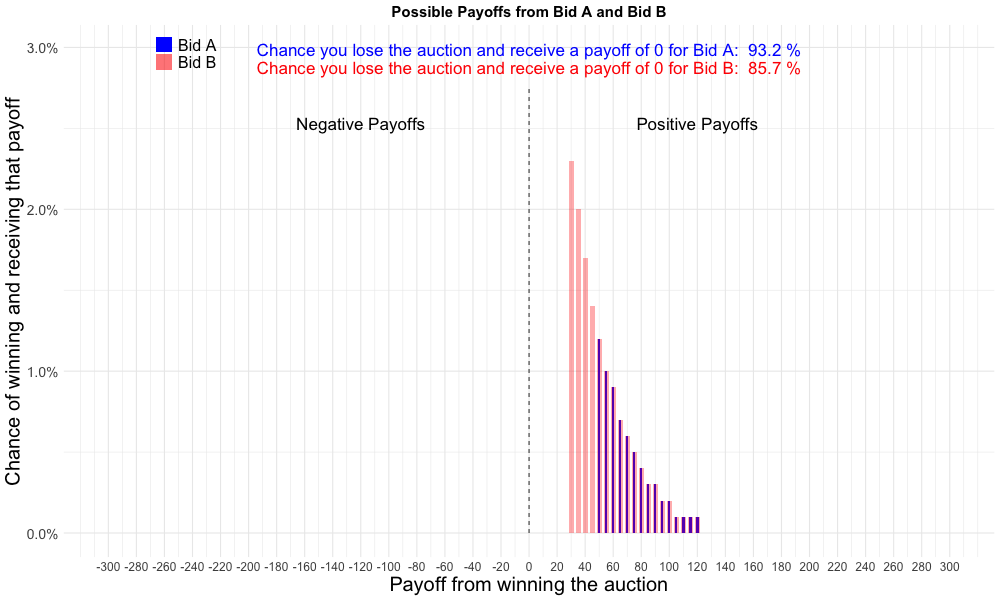 Possible Payoffs from Bid A and Bid B
Bid A
Bid B
Chance you lose the auction and receive a payoff of 0 for Bid A:  93.2 %
Chance you lose the auction and receive a payoff of 0 for Bid B:  85.7 %
Negative Payoffs
Positive Payoffs
Chance of winning and receiving that payoff
3.0%
2.0%
1.0%
0.0%
-300 -280 -260 -240 -220 -200 -180 -160 -140 -120 -100 -80 -60 -40 -20 0 20 40 60 80 100 120 140 160 180 200 220 240 260 280 300
Payoff from winning the auction